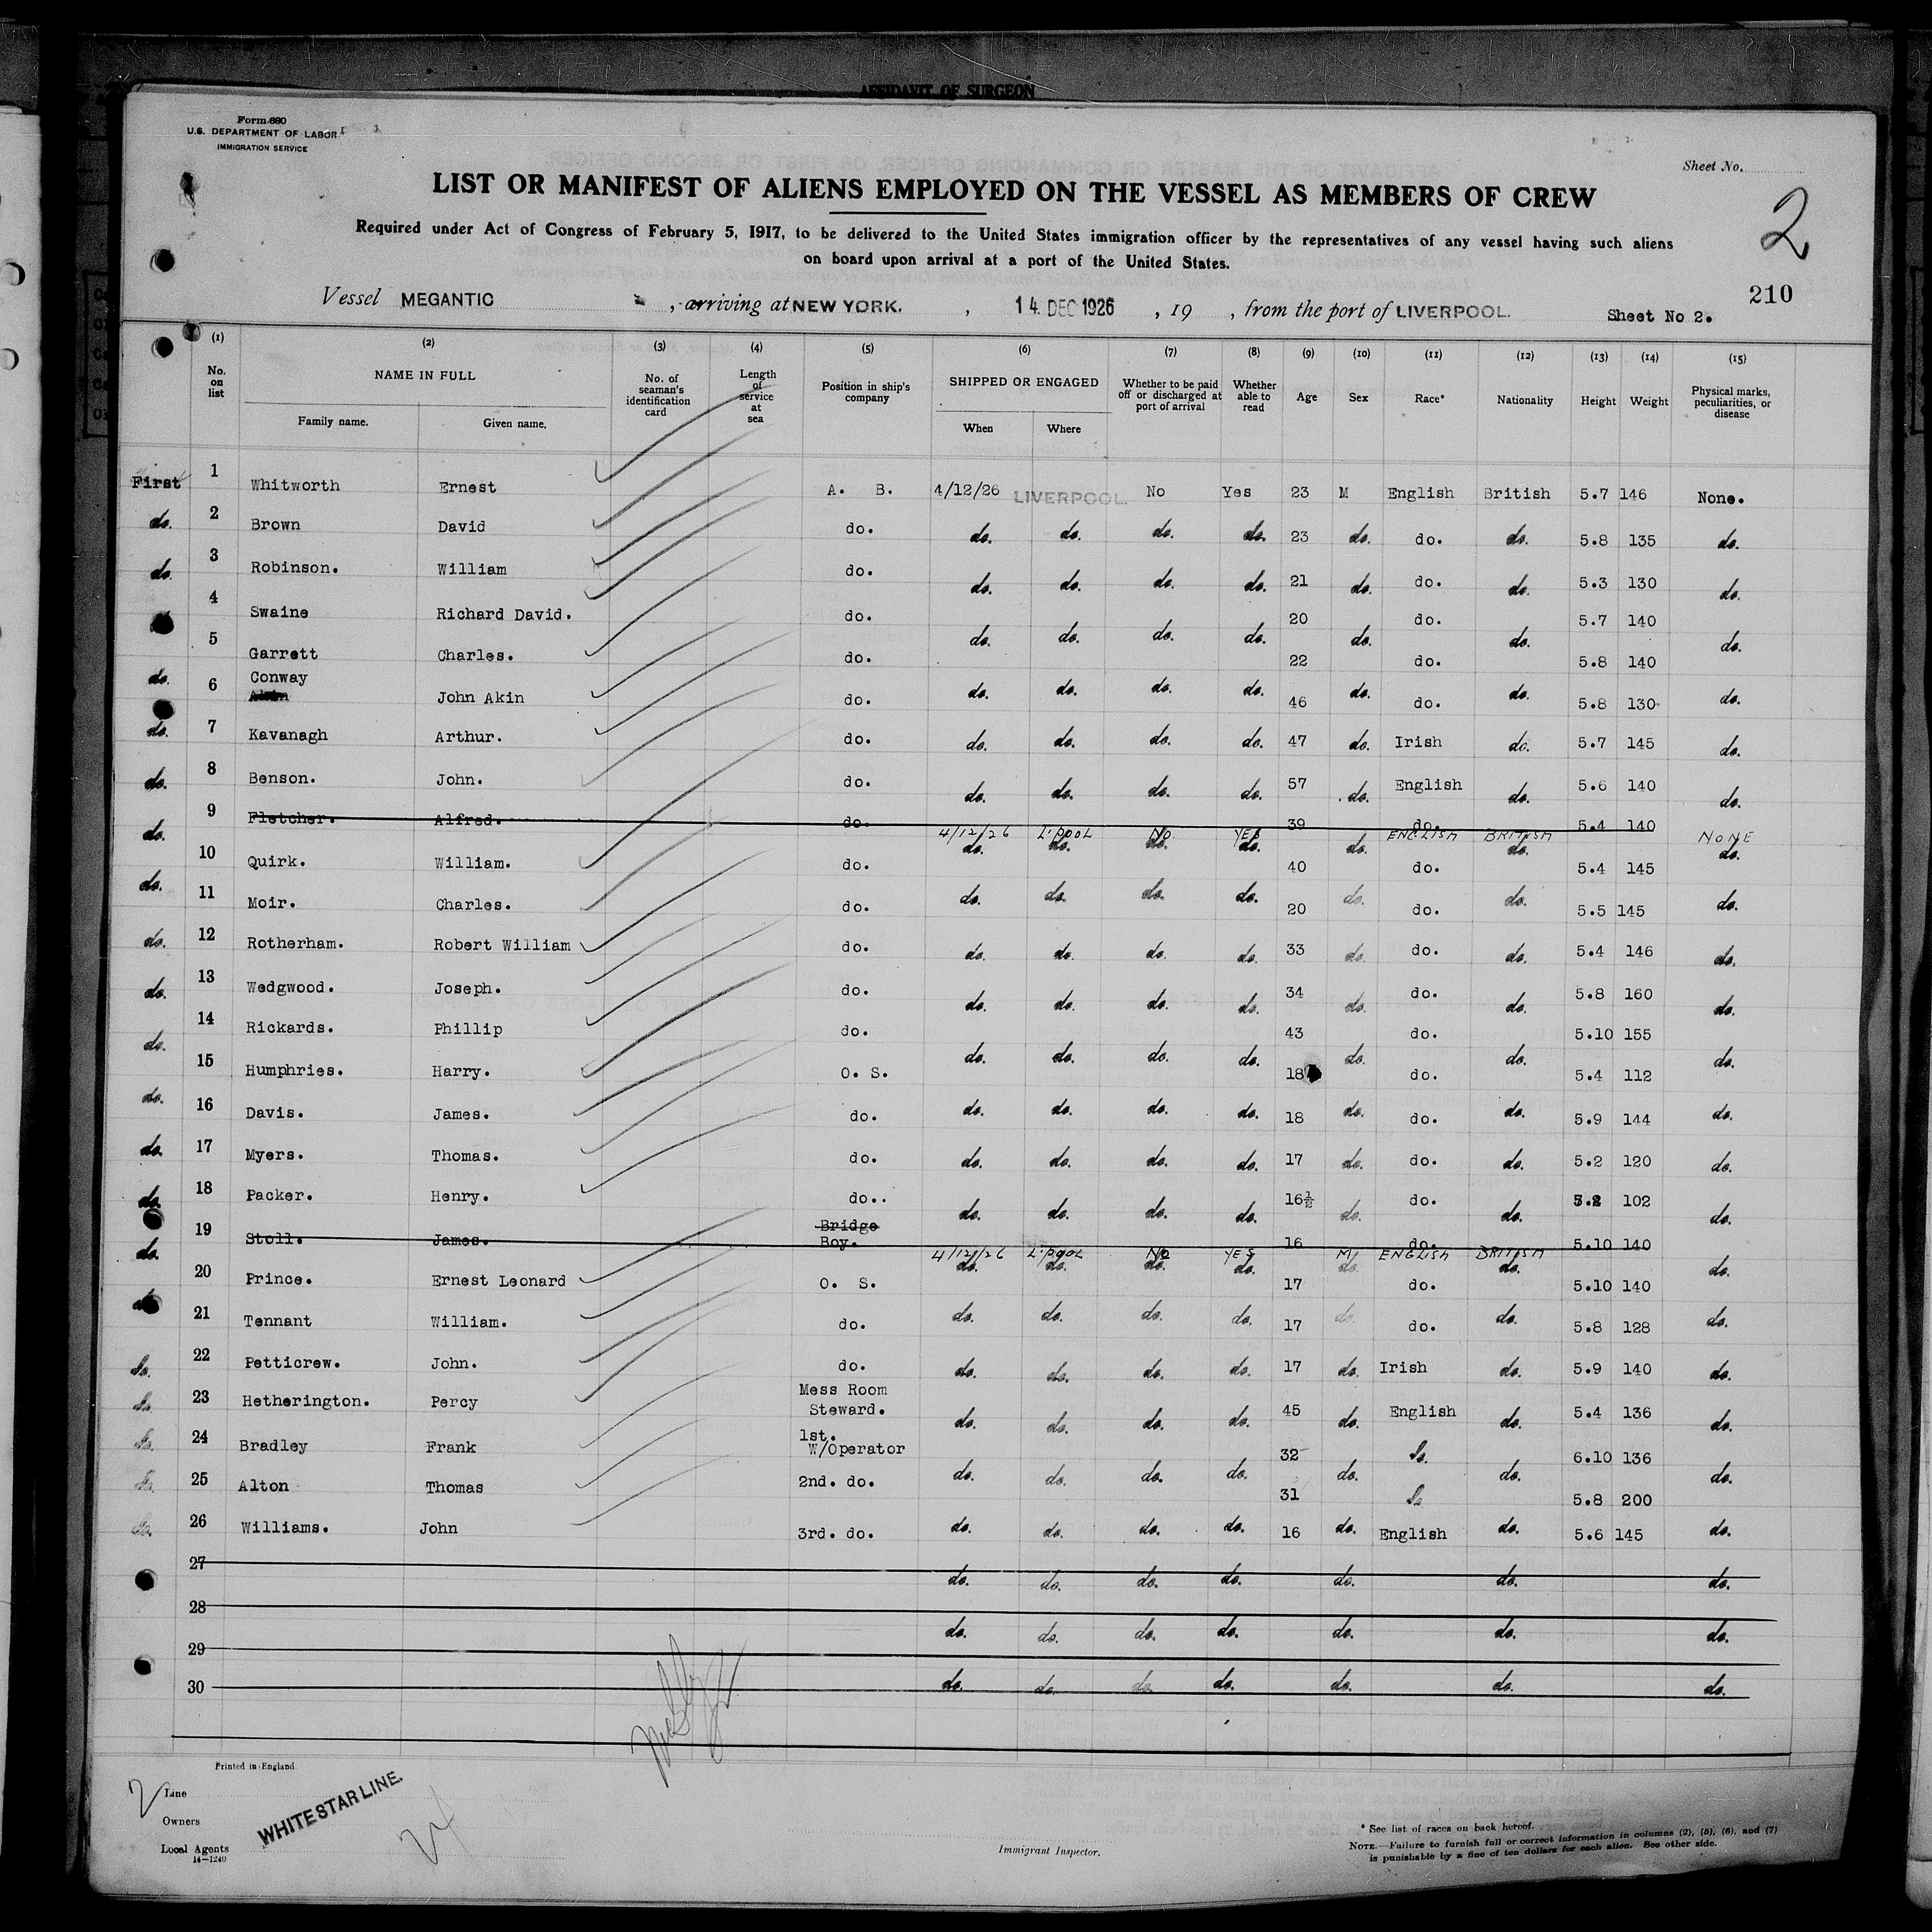 AFFIDAVIT OF SURGEON
Form 680
U.S. DEPARTMENT OF LABOR
IMMIGRATION SERVICE
Sheet No.
2
LIST OR MANIFEST OF ALIENS EMPLOYED ON THE VESSEL AS MEMBERS OF CREW
Required under Act of Congress of February 5, 1917, to be delivered to the United States immigration officer by the representatives of any vessel having such aliens
on board upon arrival at a port of the United States.
210
Vessel MEGANTIC , arriving at NEW YORK. , 14 DEC 1926 , 19 , from the port of LIVERPOOL. Sheet No 2.
(1) (2) (3) (4) (5) (6) (7) (8) (9) (10) (11) (12) (13) (14) (15)
No. on list NAME IN FULL Family name. Given name. No. of seaman's identification card Length of service at sea Position in ship's company SHIPPED OR ENGAGED When Where Whether to be paid off or discharged at port of arrival Whether able to read Age Sex Race* Nationality Height Weight Physical marks, peculiarities, or disease
First 1 Whitworth Ernest A. B. 4/12/26 LIVERPOOL. No Yes 23 M English British 5.7 146 None.
do. 2 Brown David do. do. do. do. do. 23 do. do. do. 5.8 135 do.
do. 3 Robinson. William do. do. do. do. do. 21 do. do. do. 5.3 130 do.
4 Swaine Richard David. do. do. do. do. do. 20 do. do. do. 5.7 140 do.
5 Garrett Charles. do. do. do. do. do. 22 do. do. do. 5.8 140 do.
do. 6 Conway Akin John Akin do. do. do. do. do. 46 do. do. do. 5.8 130 do.
do. 7 Kavanagh Arthur. do. do. do. do. do. 47 do. Irish do. 5.7 145 do.
do. 8 Benson. John. do. do. do. do. do. 57 do. English do. 5.6 140 do.
do. 9 Fletcher. Alfred. do. 39 do. 5.4 140
4/12/26 L'pool No YES ENGLISH BRITISH NONE
do. 10 Quirk. William. do. do. do. do. do. 40 do. do. do. 5.4 145 do.
11 Moir. Charles. do. do. do. do. do. 20 do. do. do. 5.5 145 do.
do. 12 Rotherham. Robert William do. do. do. do. do. 33 do. do. do. 5.4 146 do.
do. 13 Wedgwood. Joseph. do. do. do. do. do. 34 do. do. do. 5.8 160 do.
do. 14 Rickards. Phillip do. do. do. do. do. 43 do. do. do. 5.10 155 do.
15 Humphries. Harry. O. S. do. do. do. do. 18 do. do. do. 5.4 112 do.
do. 16 Davis. James. do. do. do. do. do. 18 do. do. do. 5.9 144 do.
do. 17 Myers. Thomas. do. do. do. do. do. 17 do. do. do. 5.2 120 do.
do. 18 Packer. Henry. do.. do. do. do. do. 16½ do. do. do. 102 do.
do. 19 Stoll. James. Bridge Boy. 16 do. 5.10 140
4/12/26 L'pool No YES M ENGLISH BRITISH
20 Prince. Ernest Leonard O. S. do. do. do. do. 17 do. do. do. 5.10 140 do.
do. 21 Tennant William. do. do. do. do. do. 17 do. do. do. 5.8 128 do.
do. 22 Petticrew. John. do. do. do. do. do. 17 do. Irish do. 5.9 140 do.
do. 23 Hetherington. Percy Mess Room Steward. do. do. do. do. 45 do. English do. 5.4 136 do.
do. 24 Bradley Frank 1st. W/Operator do. do. do. do. 32 do. do. do. 6.10 136 do.
do. 25 Alton Thomas 2nd. do. 31 do 5.8 200
do. 26 Williams. John 3rd. do. do. do. do. do. 16 do. English do. 5.6 145 do.
27 do. do. do. do. do. do. do.
28 do. do. do. do. do. do. do.
29
30 do. do. do. do. do. do. do.
Printed in England.
2 Line
Owners
Local Agents
14—1240
WHITE STAR LINE.
24
Immigrant Inspector.
* See list of races on back hereof.
NOTE.—Failure to furnish full or correct information in columns (2), (5), (6), and (7)
is punishable by a fine of ten dollars for each alien. See other side.